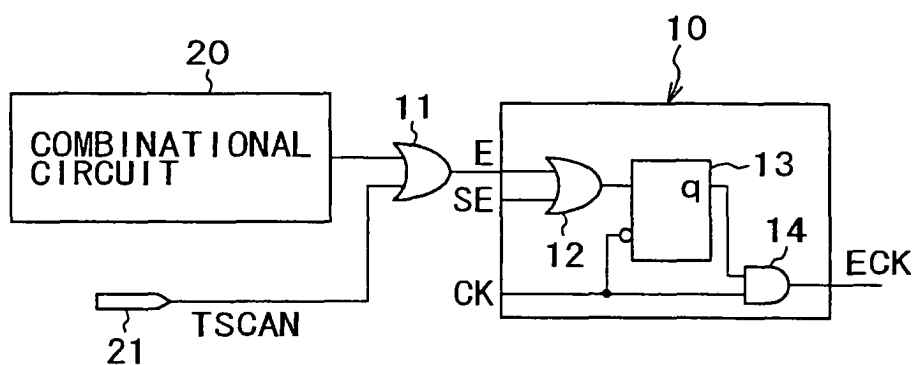 20
10
COMBINATIONAL
CIRCUIT
11
E
SE
12
q
13
14
CK
ECK
21
TSCAN